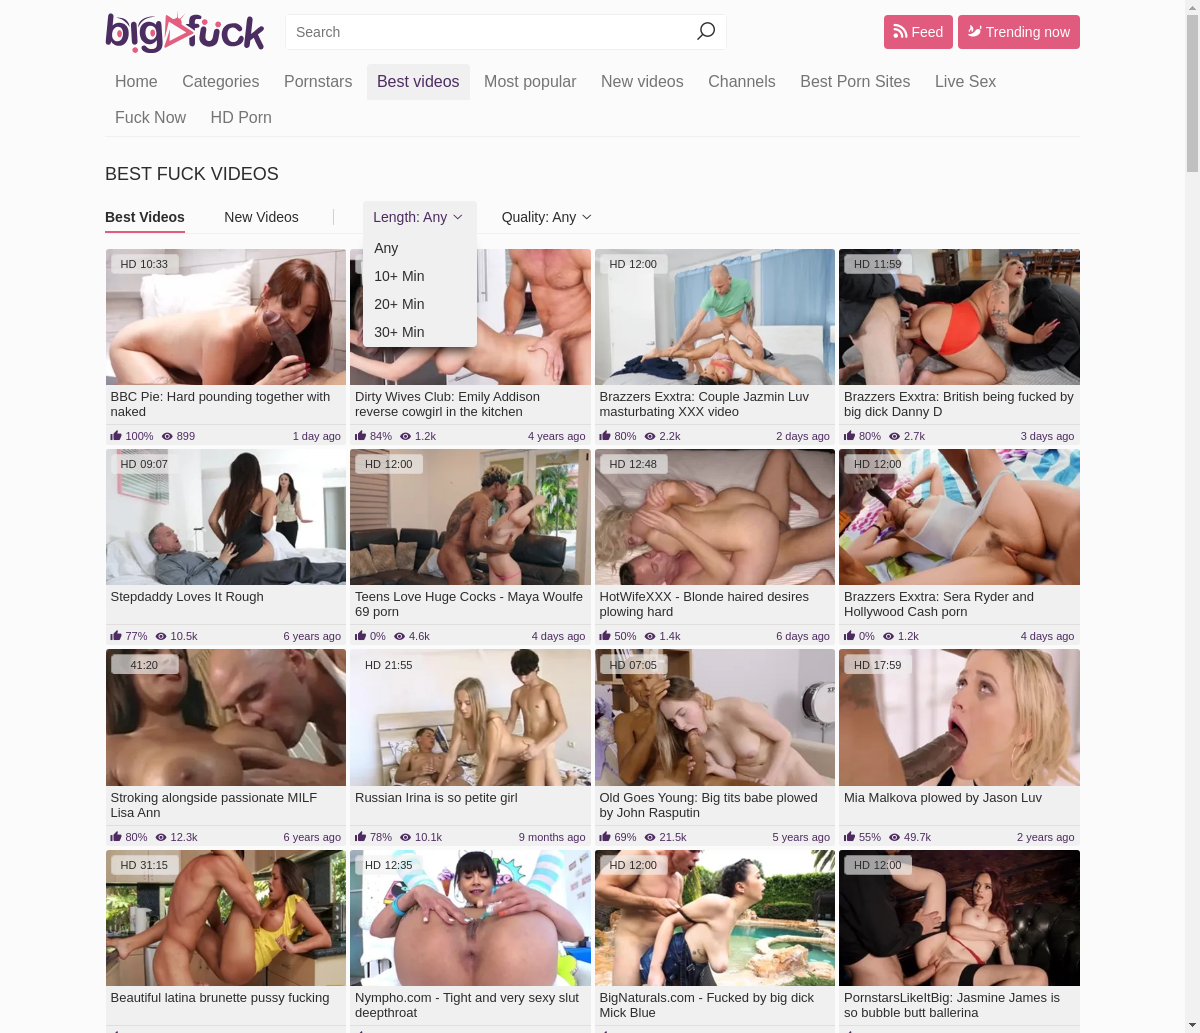 bigfuck
Search
Feed
Trending now
Home Categories Pornstars Best videos Most popular New videos Channels Best Porn Sites Live Sex
Fuck Now HD Porn
BEST FUCK VIDEOS
Best Videos New Videos Length: Any Quality: Any
Any
10+ Min
20+ Min
30+ Min
HD 10:33
HD 12:00
HD 11:59
BBC Pie: Hard pounding together with
naked
100% 899 1 day ago
Dirty Wives Club: Emily Addison
reverse cowgirl in the kitchen
84% 1.2k 4 years ago
Brazzers Exxtra: Couple Jazmin Luv
masturbating XXX video
80% 2.2k 2 days ago
Brazzers Exxtra: British being fucked by
big dick Danny D
80% 2.7k 3 days ago
HD 09:07
HD 12:00
HD 12:48
HD 12:00
Stepdaddy Loves It Rough
77% 10.5k 6 years ago
Teens Love Huge Cocks - Maya Woulfe
69 porn
0% 4.6k 4 days ago
HotWifeXXX - Blonde haired desires
plowing hard
50% 1.4k 6 days ago
Brazzers Exxtra: Sera Ryder and
Hollywood Cash porn
0% 1.2k 4 days ago
41:20
HD 21:55
HD 07:05
HD 17:59
Stroking alongside passionate MILF
Lisa Ann
80% 12.3k 6 years ago
Russian Irina is so petite girl
78% 10.1k 9 months ago
Old Goes Young: Big tits babe plowed
by John Rasputin
69% 21.5k 5 years ago
Mia Malkova plowed by Jason Luv
55% 49.7k 2 years ago
HD 31:15
HD 12:35
HD 12:00
HD 12:00
Beautiful latina brunette pussy fucking
Nympho.com - Tight and very sexy slut
deepthroat
BigNaturals.com - Fucked by big dick
Mick Blue
PornstarsLikeItBig: Jasmine James is
so bubble butt ballerina